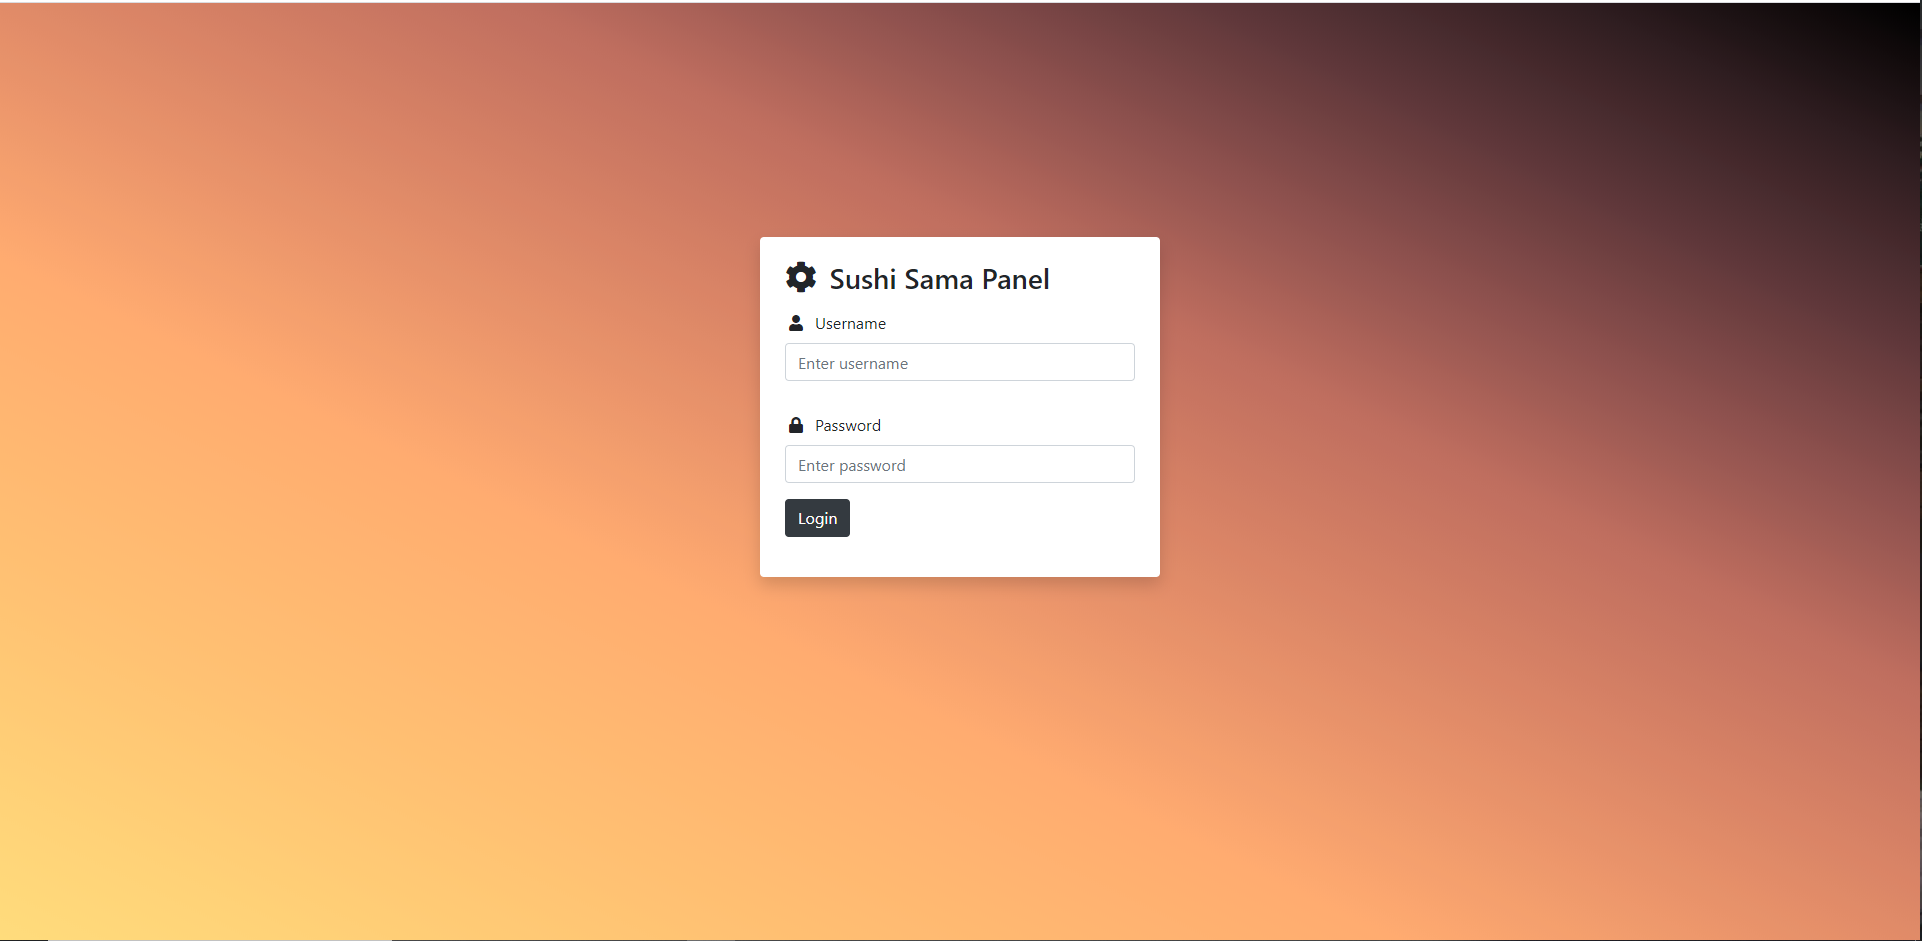 Sushi Sama Panel
Username
Enter username
Password
Enter password
Login